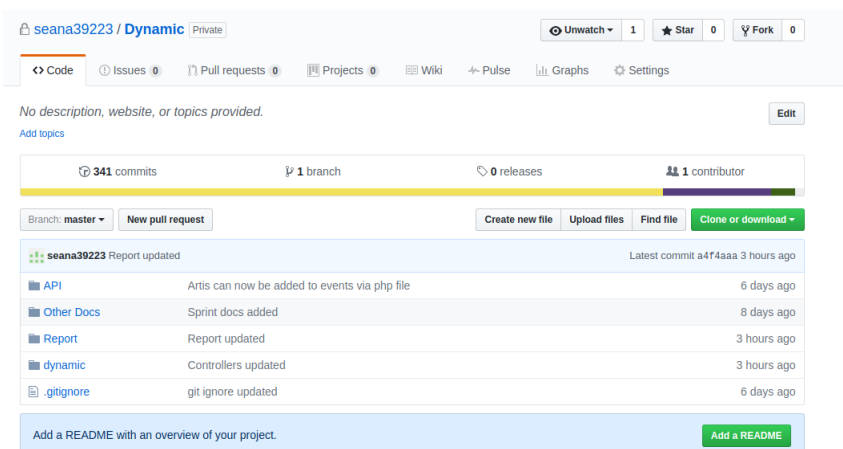 seana39223 / Dynamic Private Unwatch 1 Star 0 Fork 0
Code Issues 0 Pull requests 0 Projects 0 Wiki Pulse Graphs Settings
No description, website, or topics provided. Edit
Add topics
341 commits 1 branch 0 releases 1 contributor
Branch: master New pull request Create new file Upload files Find file Clone or download
seana39223 Report updated Latest commit a4f4aaa 3 hours ago
API Artis can now be added to events via php file 6 days ago
Other Docs Sprint docs added 8 days ago
Report Report updated 3 hours ago
dynamic Controllers updated 3 hours ago
.gitignore git ignore updated 6 days ago
Add a README with an overview of your project. Add a README